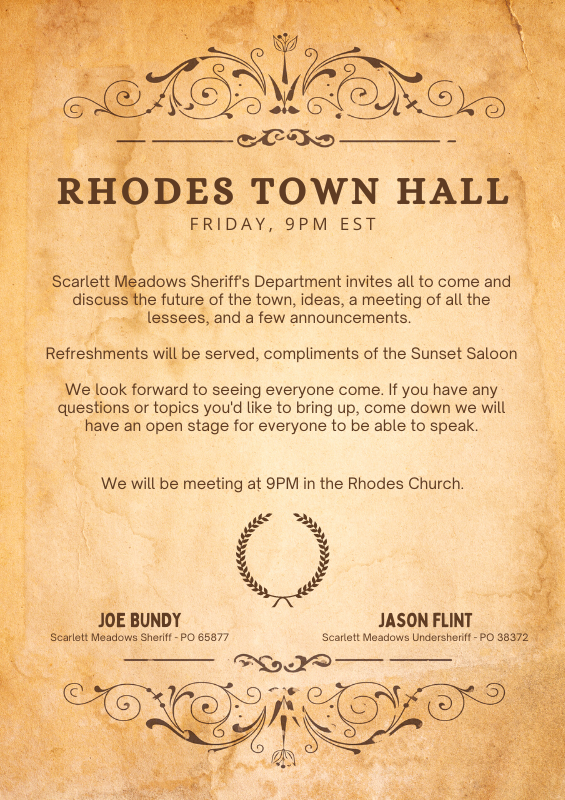 RHODES TOWN HALL
FRIDAY, 9PM EST
Scarlett Meadows Sheriff's Department invites all to come and
discuss the future of the town, ideas, a meeting of all the
lessees, and a few announcements.
Refreshments will be served, compliments of the Sunset Saloon
We look forward to seeing everyone come. If you have any
questions or topics you'd like to bring up, come down we will
have an open stage for everyone to be able to speak.
We will be meeting at 9PM in the Rhodes Church.
JOE BUNDY
Scarlett Meadows Sheriff - PO 65877
JASON FLINT
Scarlett Meadows Undersheriff - PO 38372